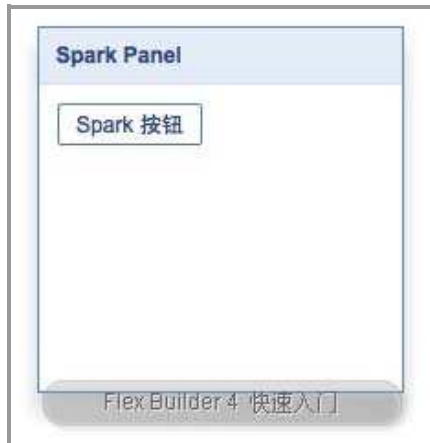 Spark Panel
Spark 按钮
Flex Builder 4 快速入门